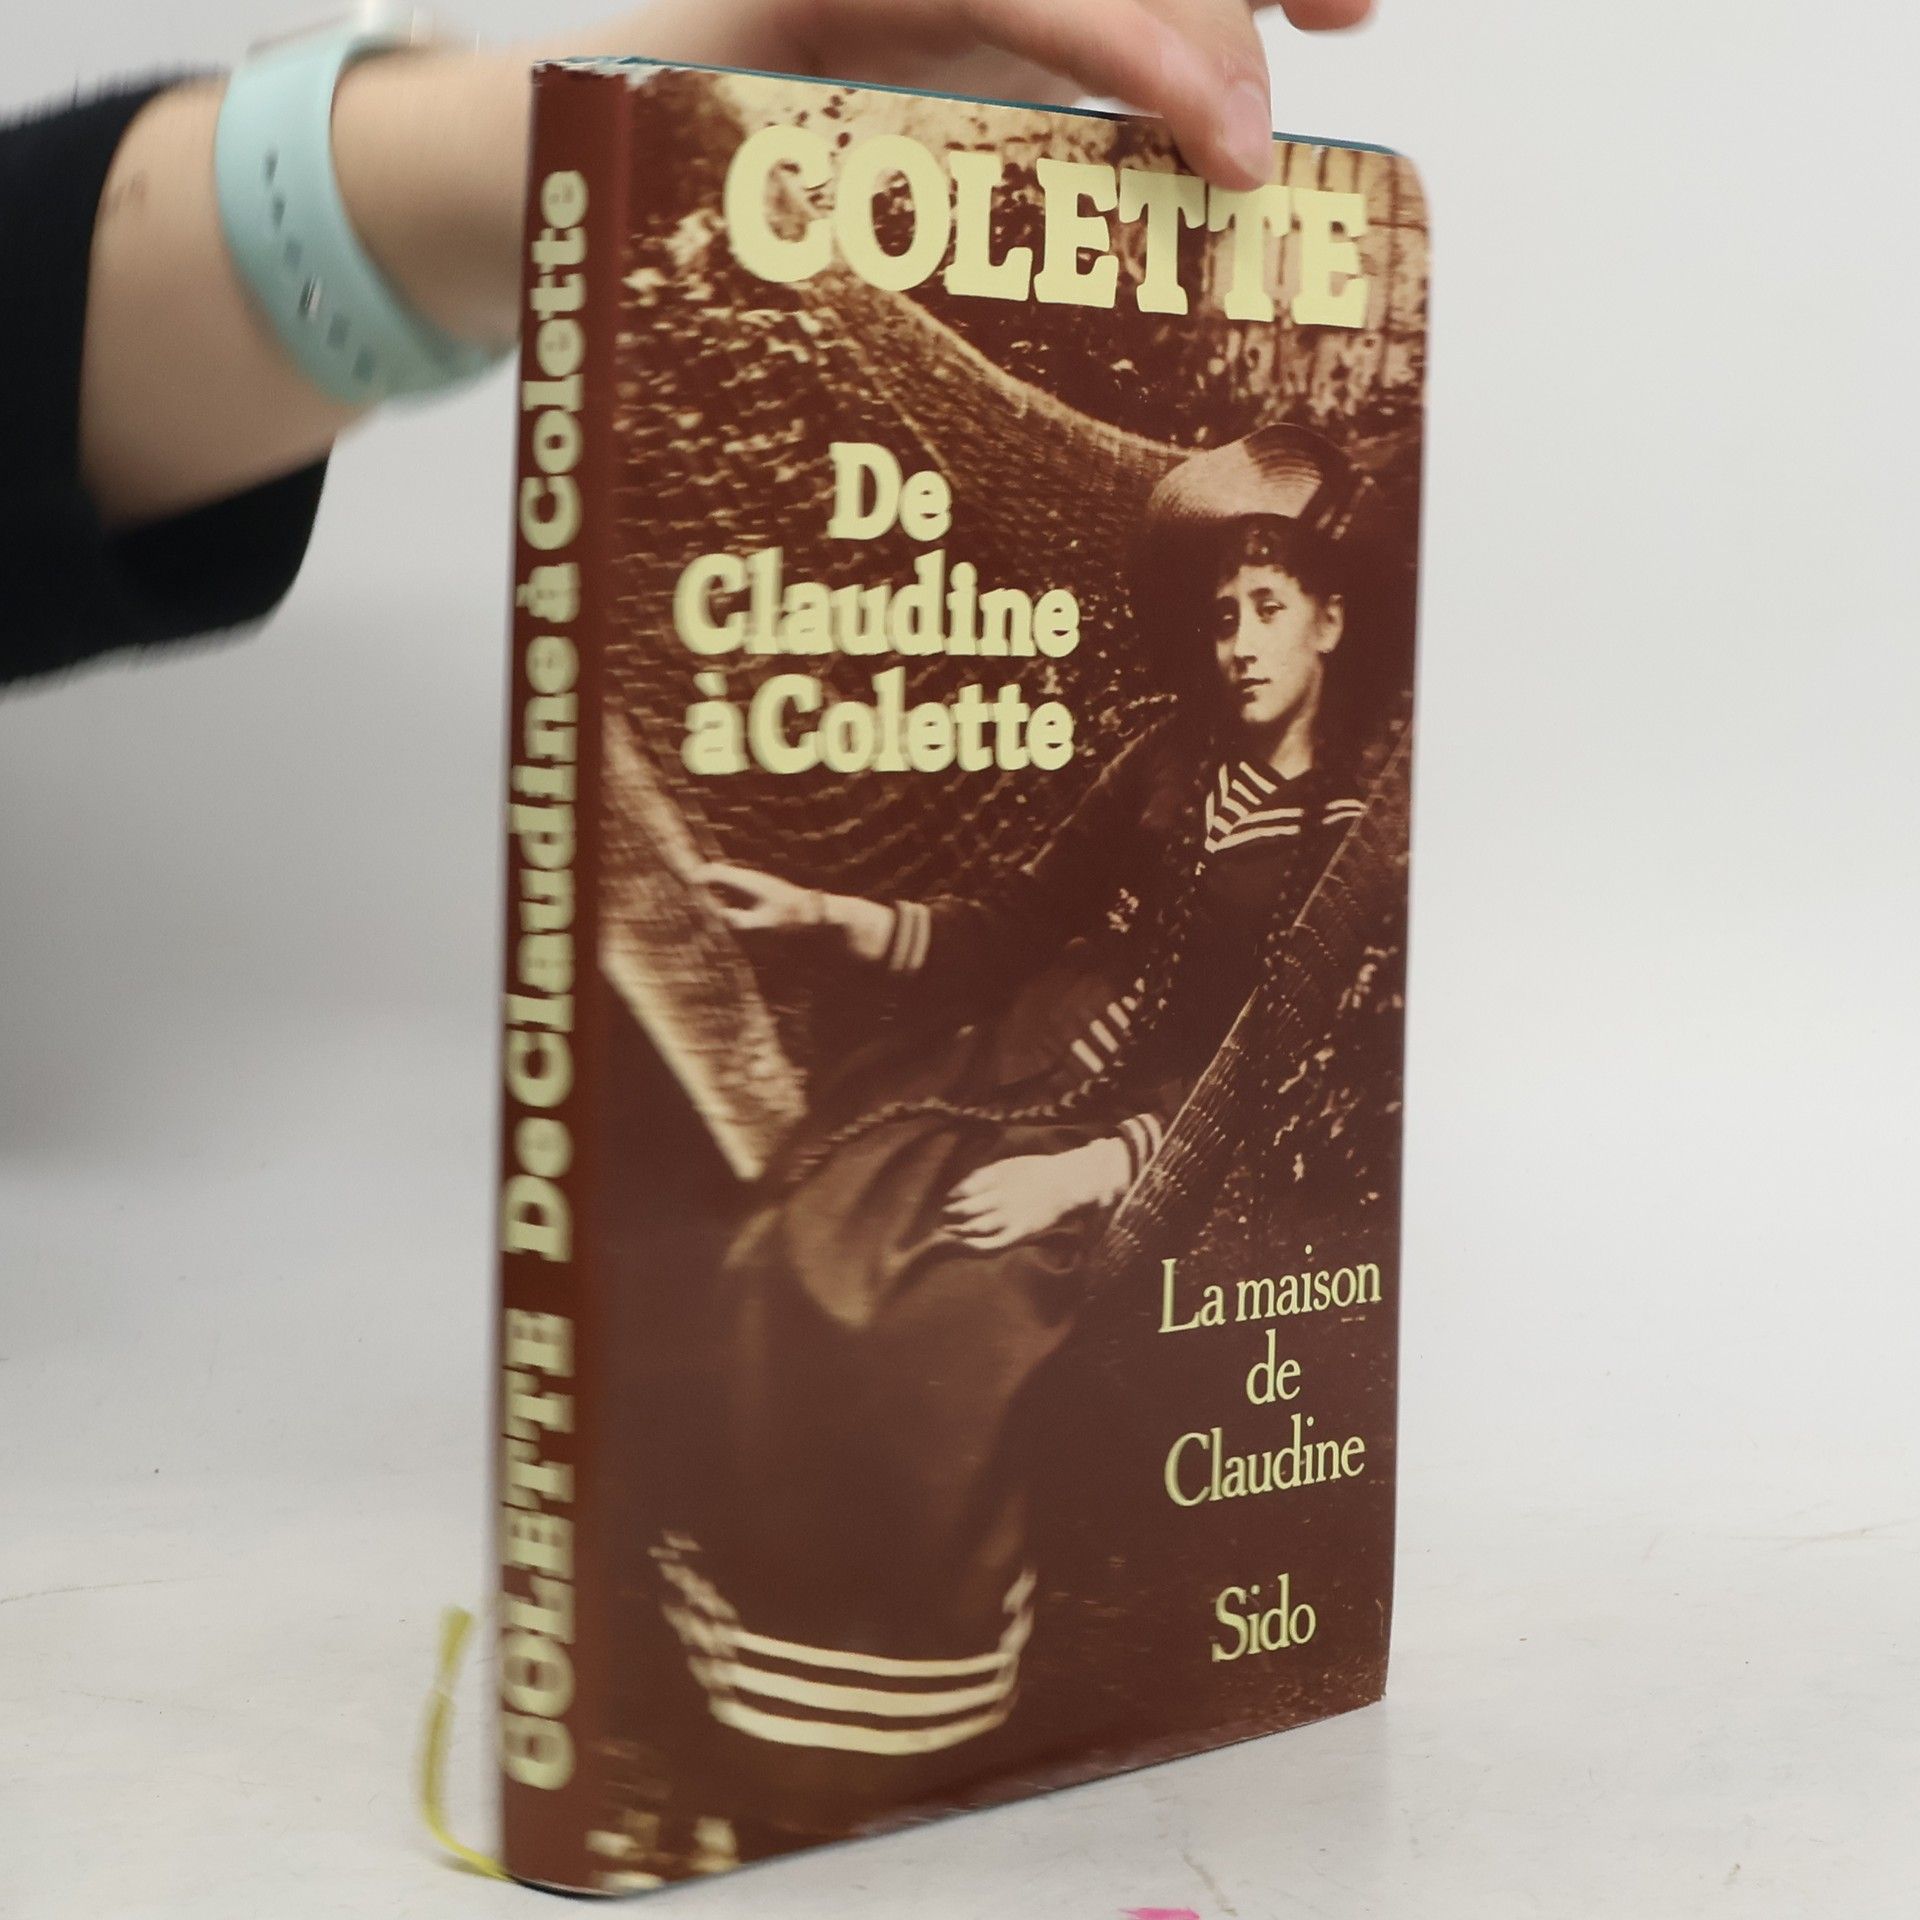 COLETTE
De
Claudine
à Colette
La maison
de
Claudine
Sido
COLETTE De Claudine à Colette